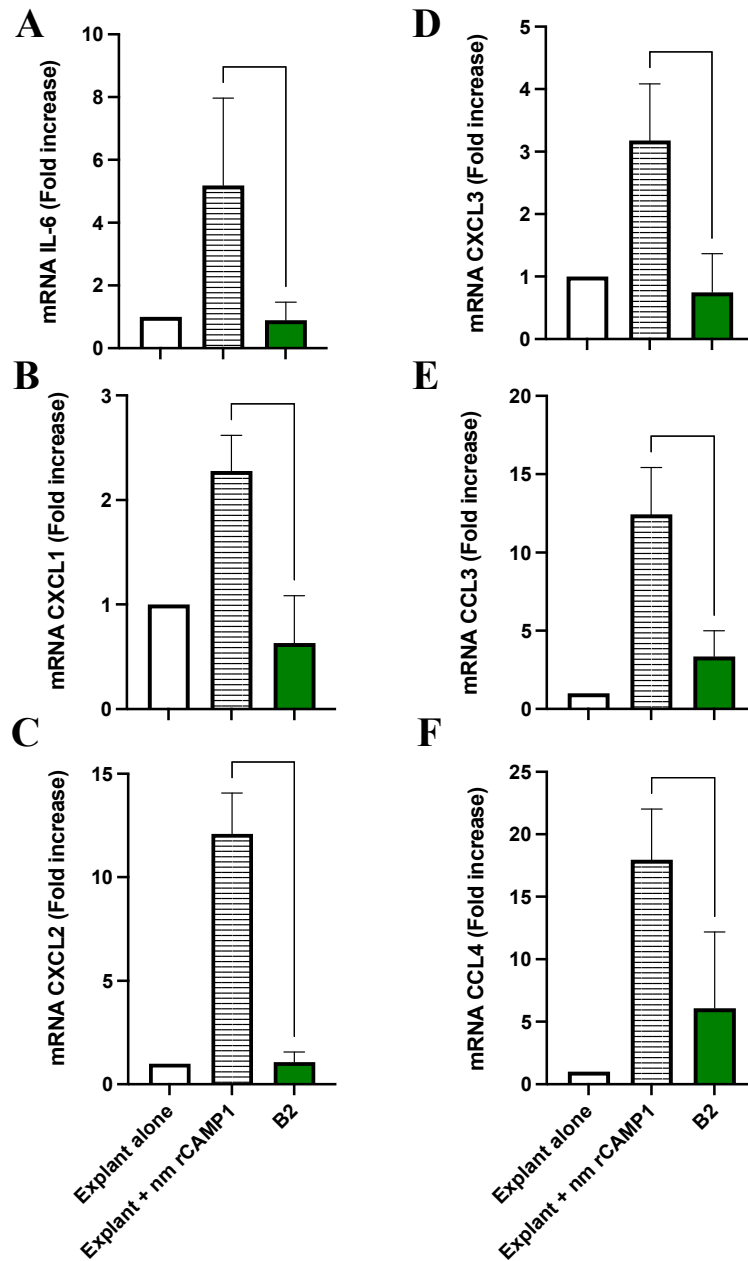 A
mRNA IL-6 (Fold increase)
10
8
6
4
2
0
B
mRNA CXCL1 (Fold increase)
3
2
1
0
C
mRNA CXCL2 (Fold increase)
15
10
5
0
Explant alone
Explant + nm rCAMP1
B2
D
mRNA CXCL3 (Fold increase)
5
4
3
2
1
0
E
mRNA CCL3 (Fold increase)
20
15
10
5
0
F
mRNA CCL4 (Fold increase)
25
20
15
10
5
0
Explant alone
Explant + nm rCAMP1
B2